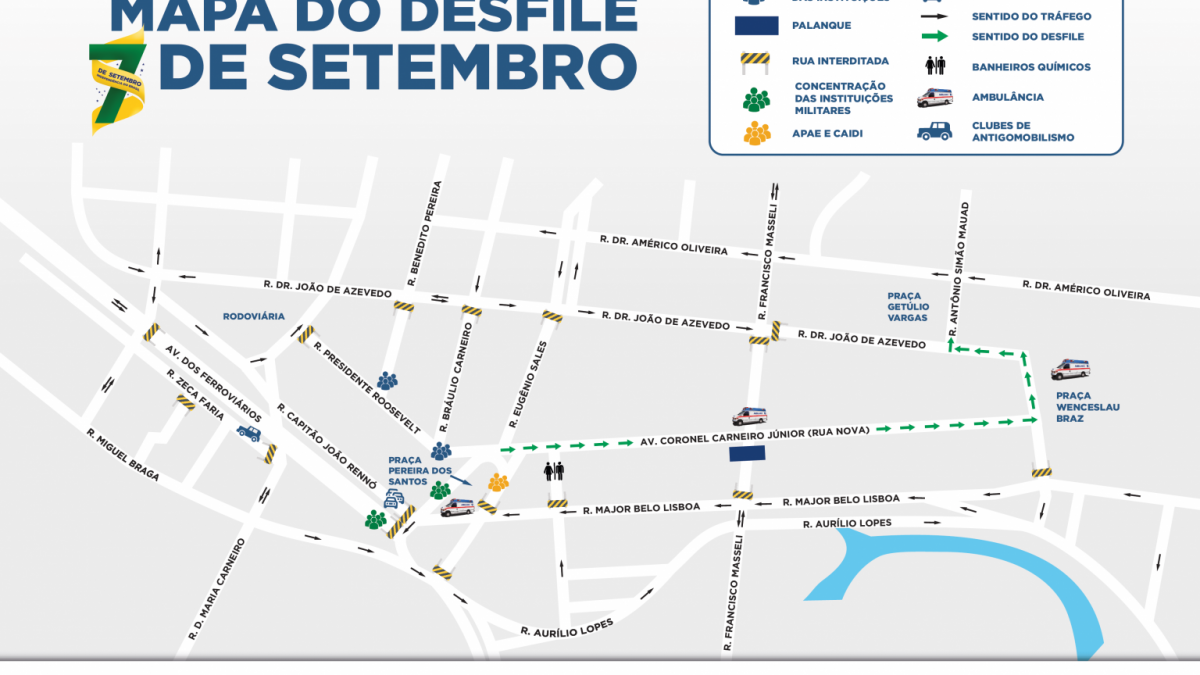 MAPA DO DESFILE
7 DE SETEMBRO
DE SETEMBRO
PALANQUE
RUA INTERDITADA
CONCENTRAÇÃO
DAS INSTITUIÇÕES
MILITARES
APAE E CAIDI
SENTIDO DO TRÁFEGO
SENTIDO DO DESFILE
BANHEIROS QUÍMICOS
AMBULÂNCIA
CLUBES DE
ANTIGOMOBILISMO
R. BENEDITO PEREIRA
R. DR. AMÉRICO OLIVEIRA
R. FRANCISCO MASSELI
R. ANTÔNIO SIMÃO MAUAD
R. DR. AMÉRICO OLIVEIRA
R. DR. JOÃO DE AZEVEDO
R. DR. JOÃO DE AZEVEDO
R. DR. JOÃO DE AZEVEDO
PRAÇA
GETÚLIO
VARGAS
RODOVIÁRIA
R. PRESIDENTE ROOSEVELT
R. BRÁULIO CARNEIRO
R. EUGÊNIO SALES
AV. DOS FERROVIÁRIOS
R. ZECA FARIA
R. CAPITÃO JOÃO RENNÓ
R. MIGUEL BRAGA
PRAÇA
PEREIRA DOS
SANTOS
AV. CORONEL CARNEIRO JÚNIOR (RUA NOVA)
PRAÇA
WENCESLAU
BRAZ
R. MAJOR BELO LISBOA
R. MAJOR BELO LISBOA
R. AURÍLIO LOPES
R. D. MARIA CARNEIRO
R. FRANCISCO MASSELI
R. AURÍLIO LOPES